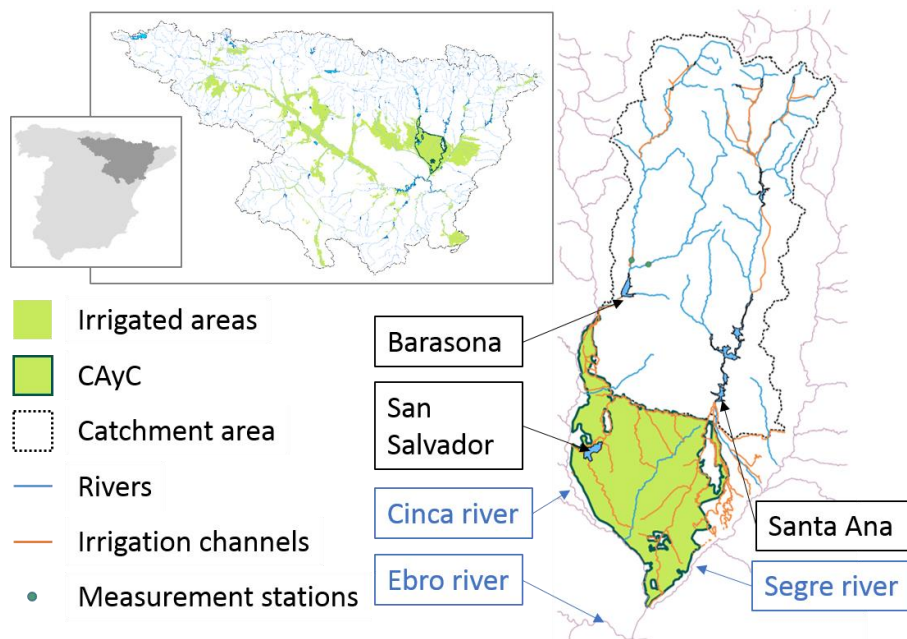 Irrigated areas
CAyC
Catchment area
Rivers
Irrigation channels
Measurement stations
Barasona
San
Salvador
Cinca river
Ebro river
Santa Ana
Segre river